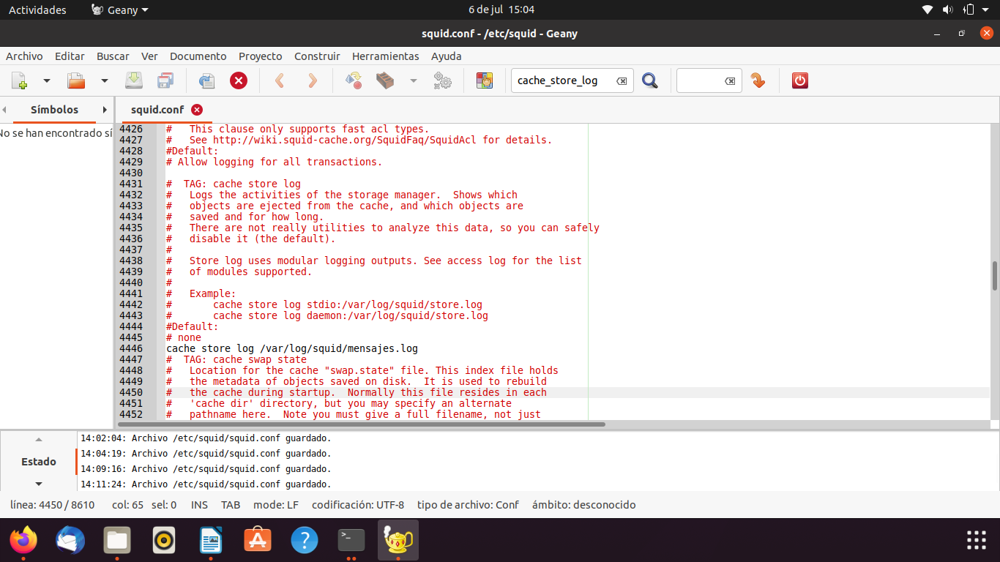 Actividades Geany 6 de jul 15:04
squid.conf - /etc/squid - Geany
Archivo Editar Buscar Ver Documento Proyecto Construir Herramientas Ayuda
cache_store_log
Símbolos squid.conf
No se han encontrado sí
4426 #   This clause only supports fast acl types.
4427 #   See http://wiki.squid-cache.org/SquidFaq/SquidAcl for details.
4428 #Default:
4429 # Allow logging for all transactions.
4430
4431 #  TAG: cache store log
4432 #   Logs the activities of the storage manager.  Shows which
4433 #   objects are ejected from the cache, and which objects are
4434 #   saved and for how long.
4435 #   There are not really utilities to analyze this data, so you can safely
4436 #   disable it (the default).
4437 #
4438 #   Store log uses modular logging outputs. See access log for the list
4439 #   of modules supported.
4440 #
4441 #   Example:
4442 #       cache store log stdio:/var/log/squid/store.log
4443 #       cache store log daemon:/var/log/squid/store.log
4444 #Default:
4445 # none
4446 cache store log /var/log/squid/mensajes.log
4447 #  TAG: cache swap state
4448 #   Location for the cache "swap.state" file. This index file holds
4449 #   the metadata of objects saved on disk.  It is used to rebuild
4450 #   the cache during startup.  Normally this file resides in each
4451 #   'cache dir' directory, but you may specify an alternate
4452 #   pathname here.  Note you must give a full filename, not just
Estado
14:02:04: Archivo /etc/squid/squid.conf guardado.
14:04:19: Archivo /etc/squid/squid.conf guardado.
14:09:16: Archivo /etc/squid/squid.conf guardado.
14:11:24: Archivo /etc/squid/squid.conf guardado.
línea: 4450 / 8610 col: 65 sel: 0 INS TAB mode: LF codificación: UTF-8 tipo de archivo: Conf ámbito: desconocido